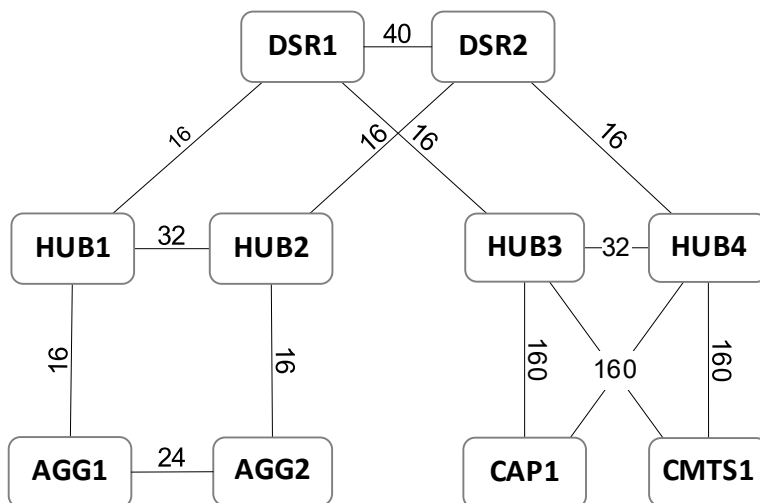 DSR1
40
DSR2
16
16
16
16
HUB1
32
HUB2
HUB3
32
HUB4
16
16
160
160
160
AGG1
24
AGG2
CAP1
CMTS1